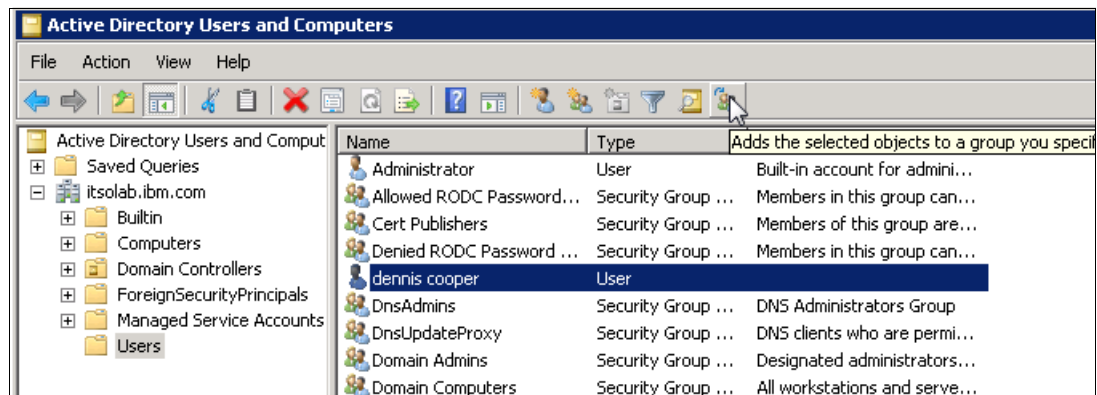 Active Directory Users and Computers
File Action View Help
Active Directory Users and Comput
Saved Queries
itsolab.ibm.com
Builtin
Computers
Domain Controllers
ForeignSecurityPrincipals
Managed Service Accounts
Users
Name Type
Adds the selected objects to a group you specif
Administrator User Built-in account for admini...
Allowed RODC Password... Security Group ... Members in this group can...
Cert Publishers Security Group ... Members of this group are...
Denied RODC Password ... Security Group ... Members in this group can...
dennis cooper User
DnsAdmins Security Group ... DNS Administrators Group
DnsUpdateProxy Security Group ... DNS clients who are permi...
Domain Admins Security Group ... Designated administrators...
Domain Computers Security Group ... All workstations and serve...